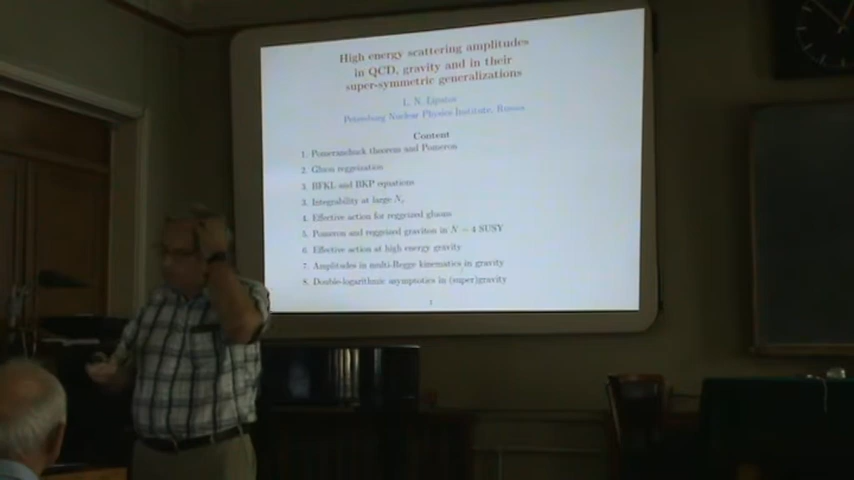 High energy scattering amplitudes
in QCD, gravity and in their
super-symmetric generalizations
L. N. Lipatov
Petersburg Nuclear Physics Institute, Russia
Content
1. Pomeranchuk theorem and Pomeron
2. Gluon reggeization
3. BFKL and BKP equations
3. Integrability at large Nc
4. Effective action for reggeized gluons
5. Pomeron and reggeized graviton in N = 4 SUSY
6. Effective action at high energy gravity
7. Amplitudes in multi-Regge kinematics in gravity
8. Double-logarithmic asymptotics in (super)gravity